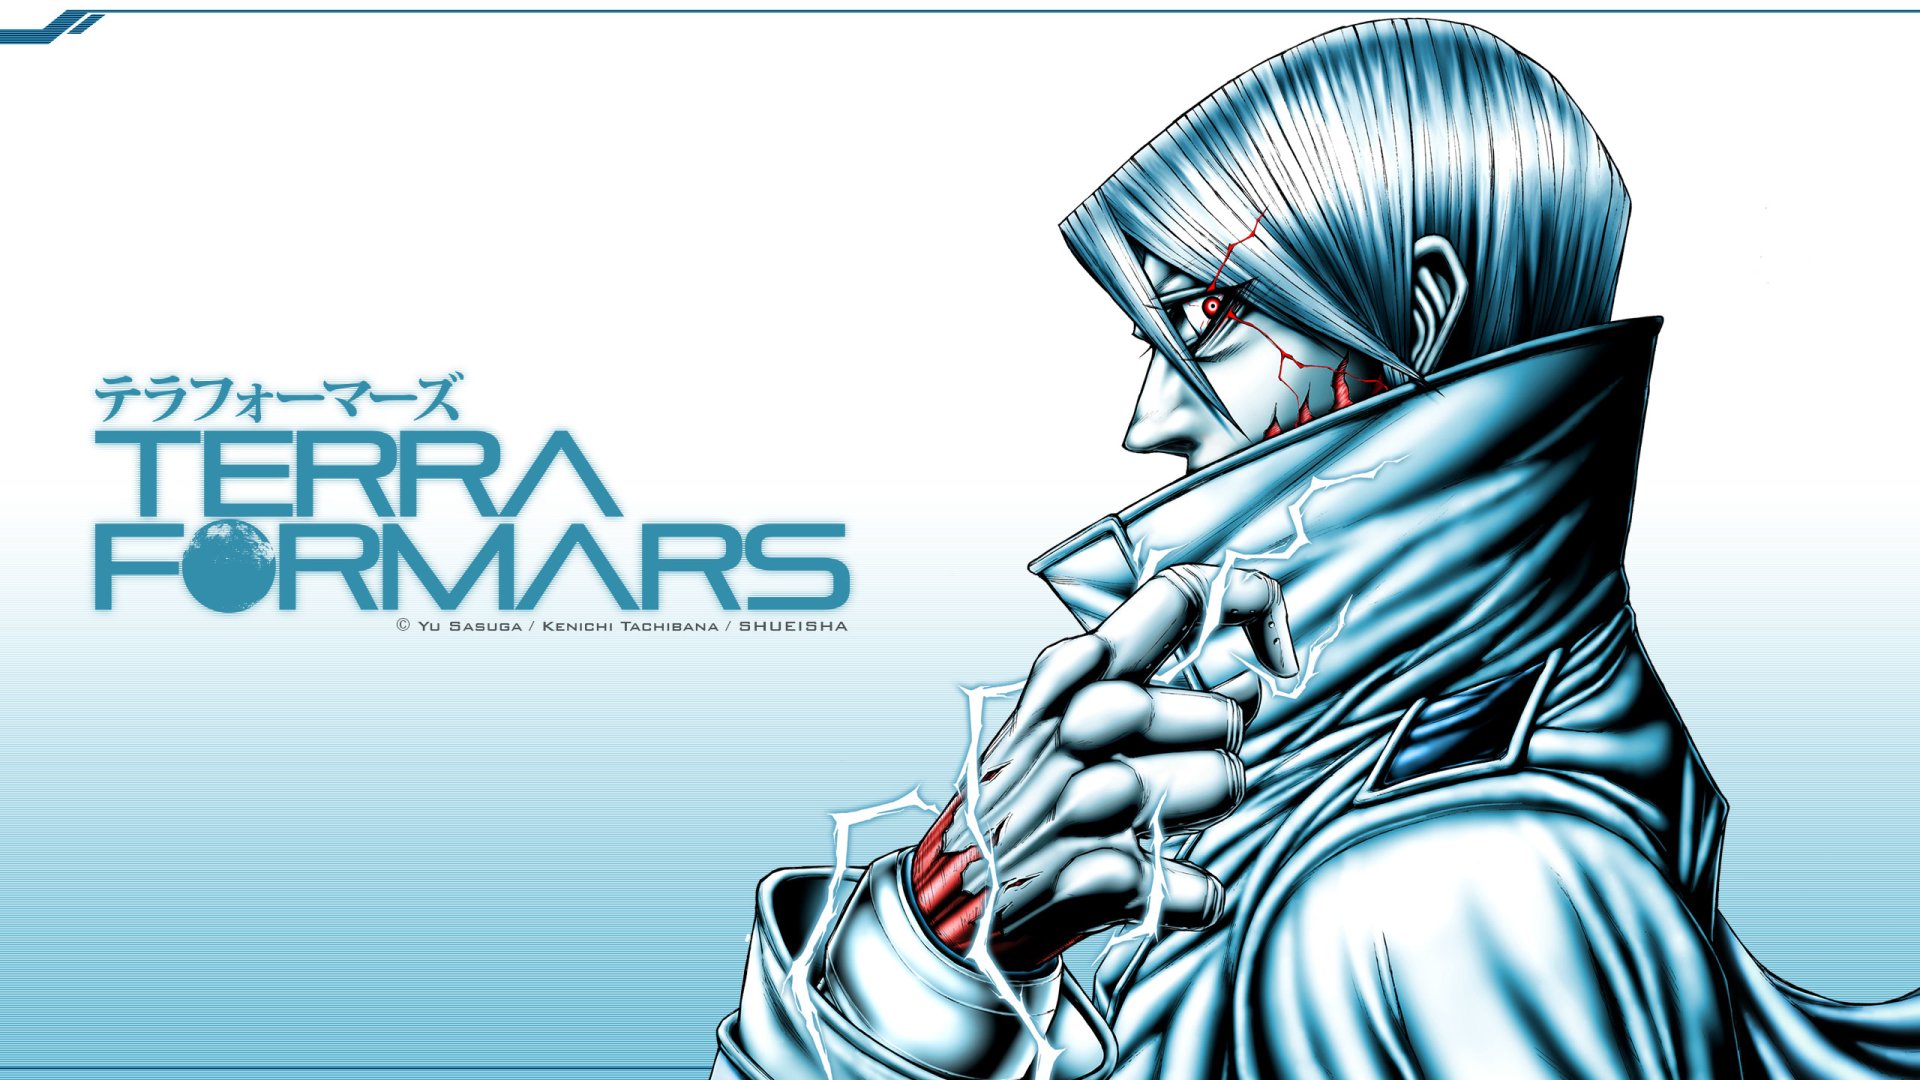 テラフォーマーズ
TERRA
FORMARS
© YU SASUGA / KENICHI TACHIBANA / SHUEISHA